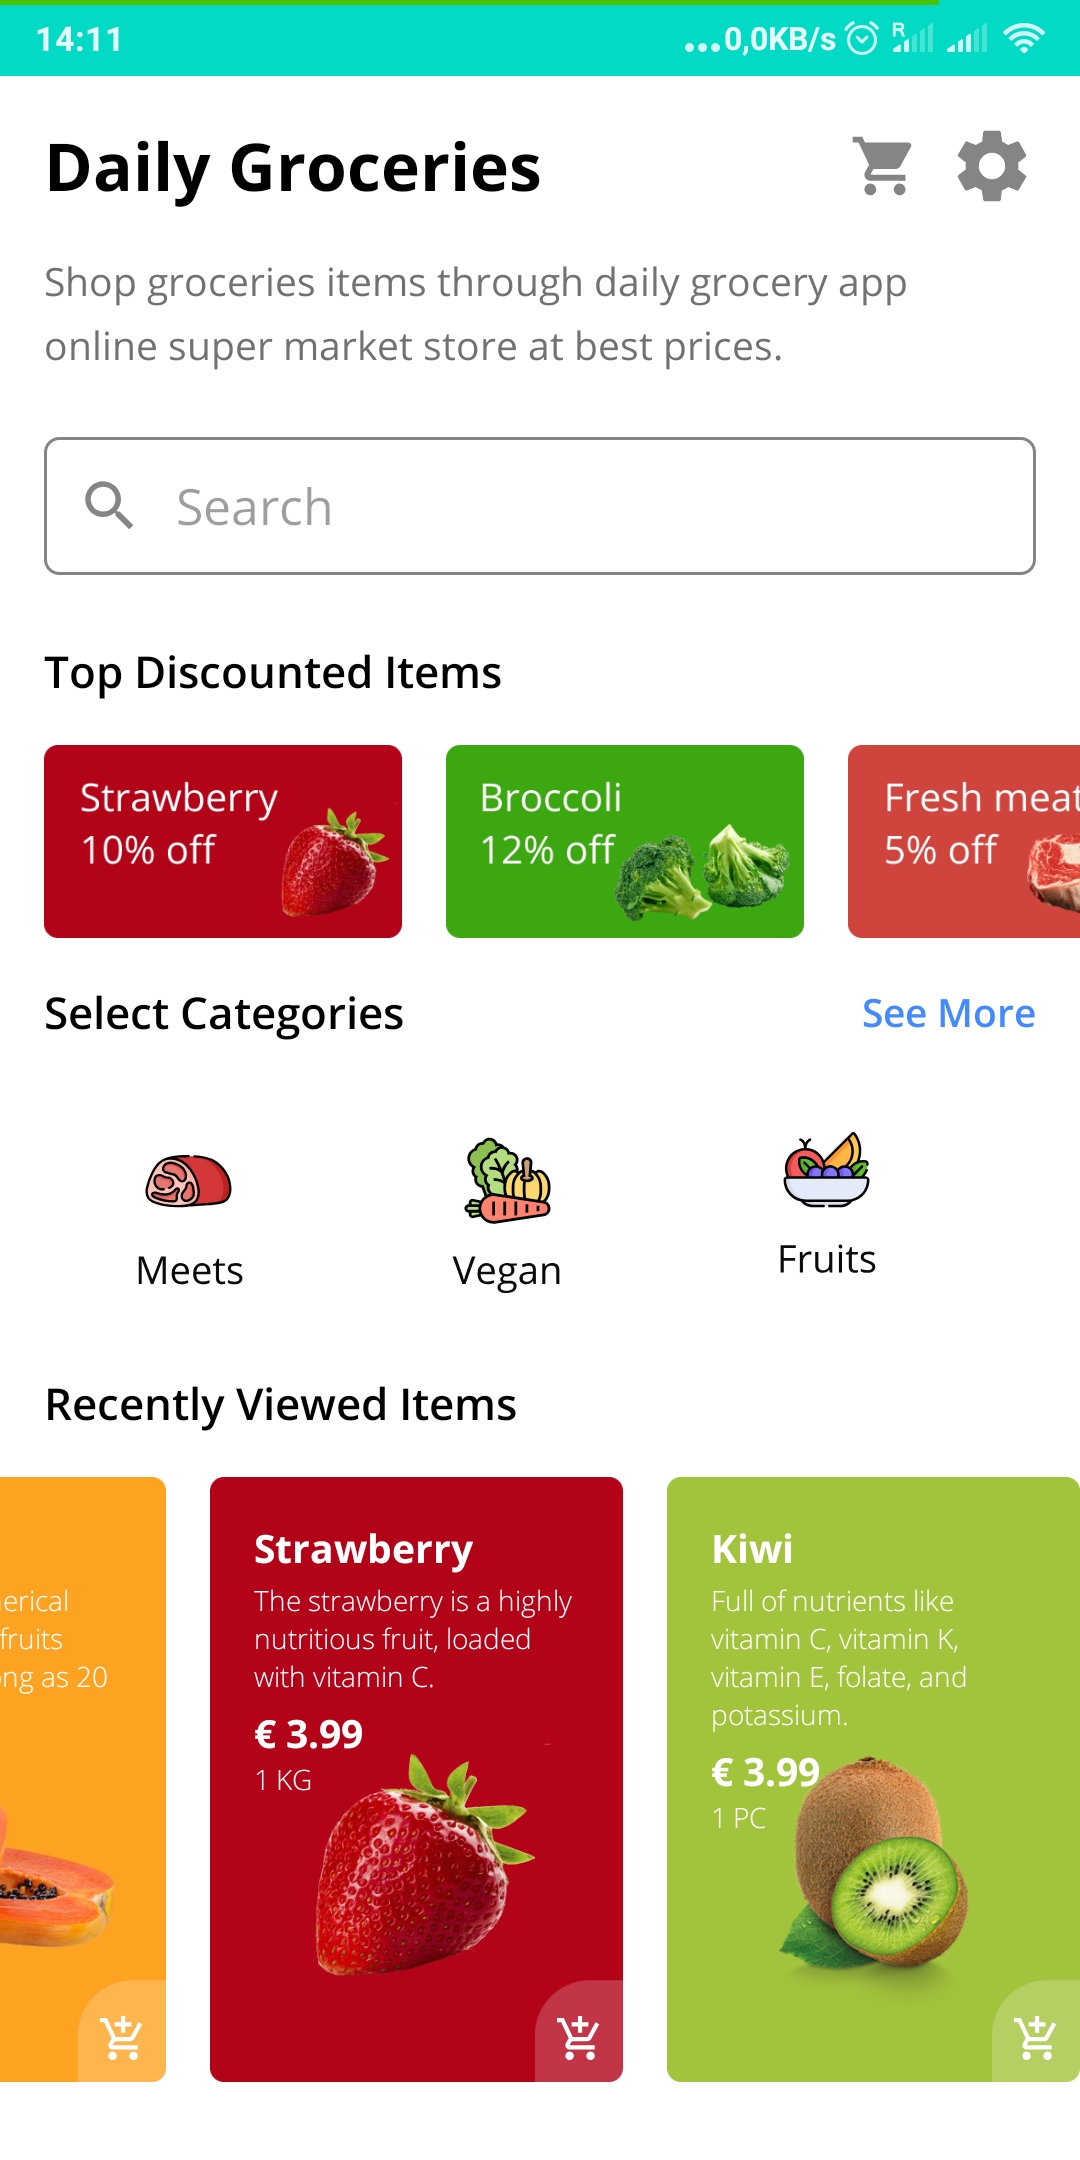 14:11
...0,0KB/s
R
Daily Groceries
Shop groceries items through daily grocery app
online super market store at best prices.
Search
Top Discounted Items
Strawberry
10% off
Broccoli
12% off
Fresh meat
5% off
Select Categories
See More
Meets
Vegan
Fruits
Recently Viewed Items
erical
fruits
ng as 20
Strawberry
The strawberry is a highly
nutritious fruit, loaded
with vitamin C.
€ 3.99
1 KG
Kiwi
Full of nutrients like
vitamin C, vitamin K,
vitamin E, folate, and
potassium.
€ 3.99
1 PC